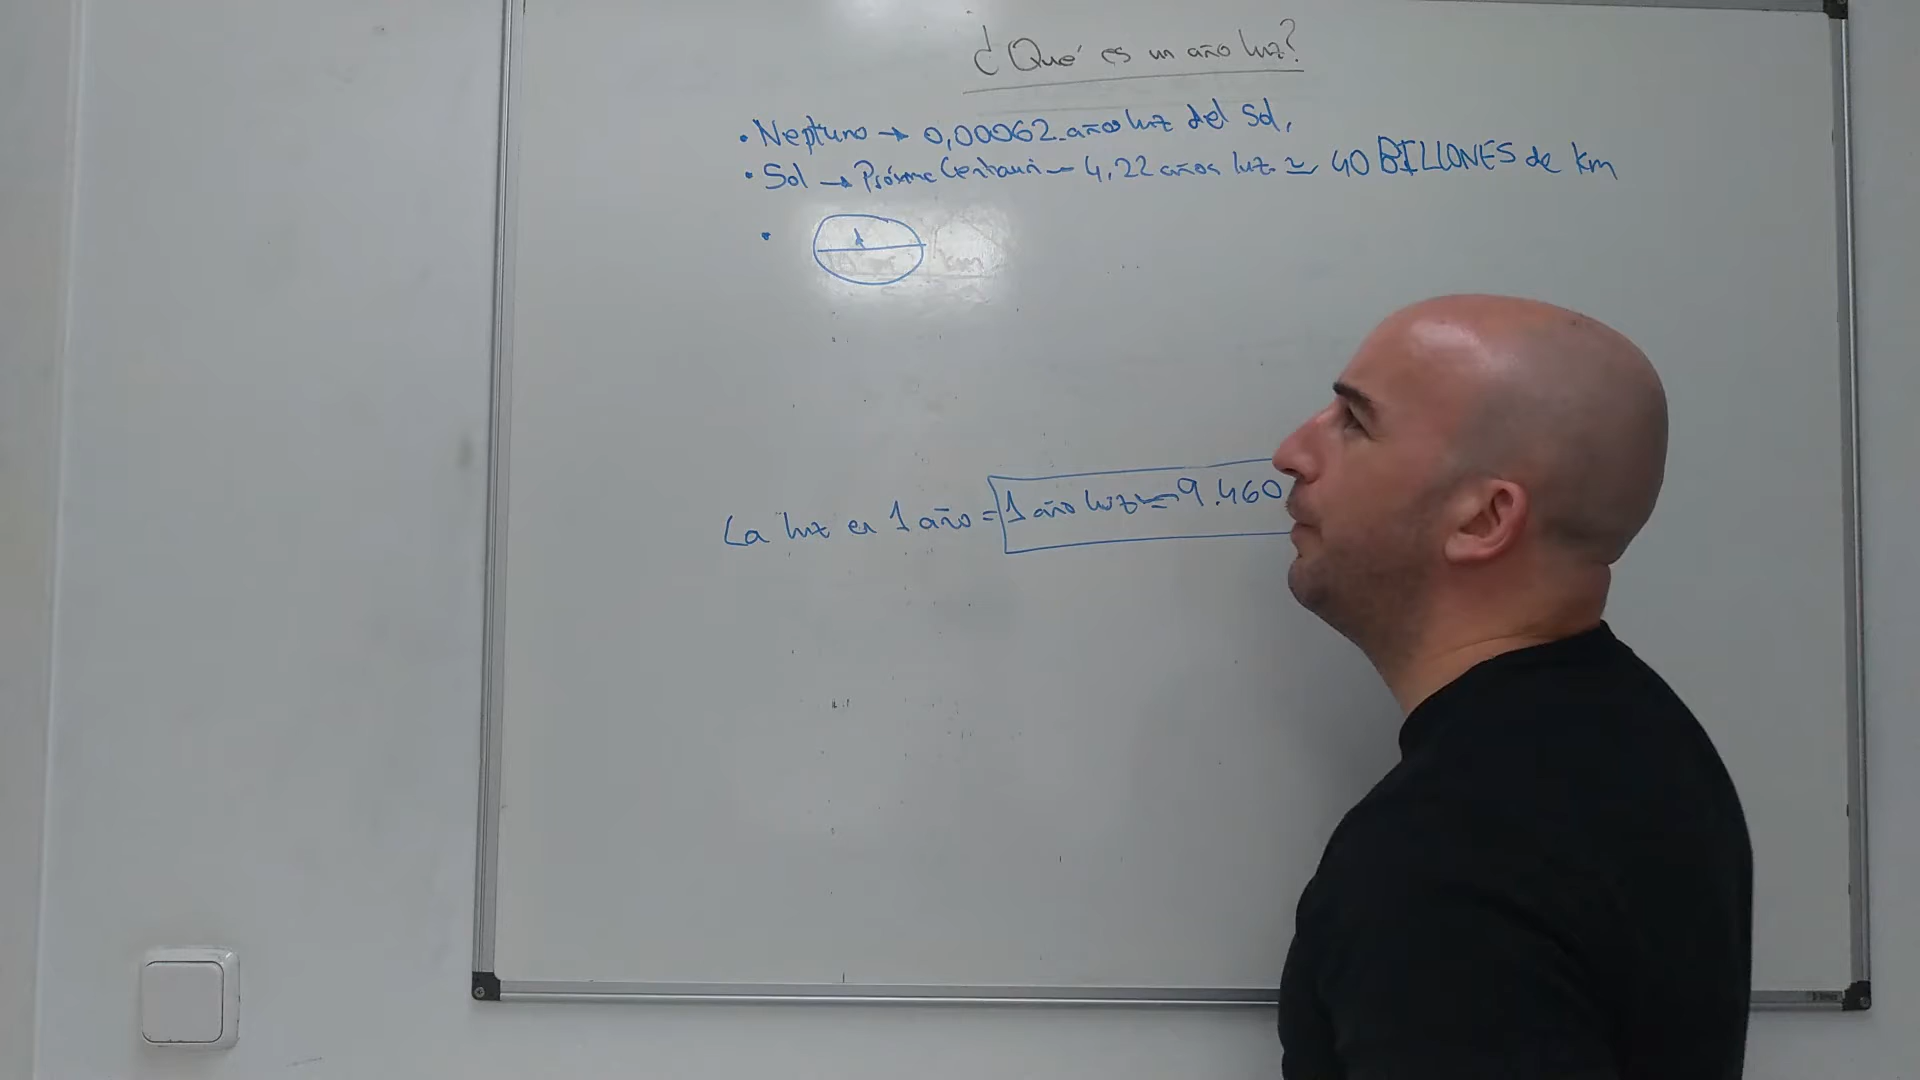 ¿Qué es un año luz?
• Neptuno → 0,00062 años luz del Sol,
• Sol → Próxima Centauri - 4,22 años luz ≃ 40 BILLONES de km
• d
km
La luz en 1 año = 1 año luz ≃ 9.460